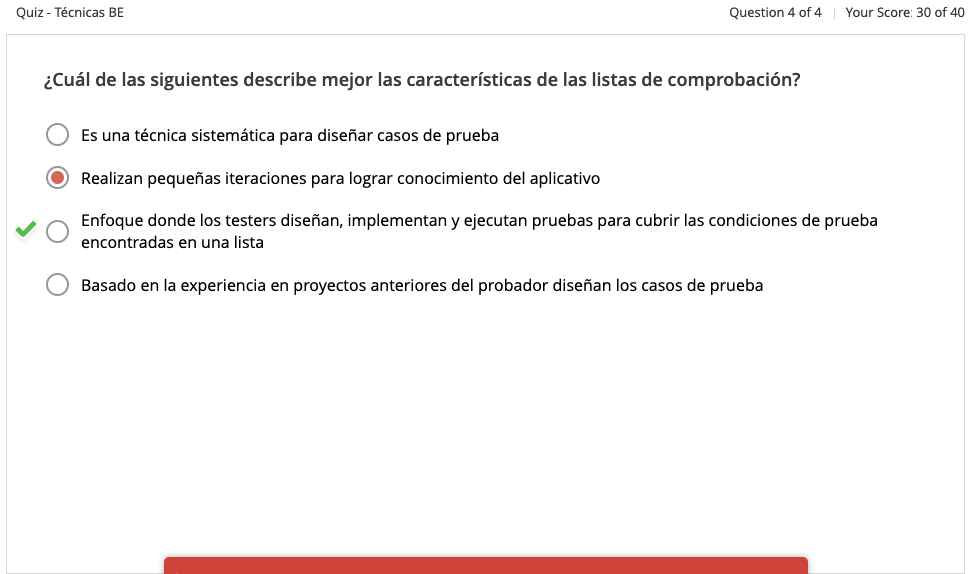 Quiz - Técnicas BE
Question 4 of 4
Your Score: 30 of 40
¿Cuál de las siguientes describe mejor las características de las listas de comprobación?
Es una técnica sistemática para diseñar casos de prueba
Realizan pequeñas iteraciones para lograr conocimiento del aplicativo
Enfoque donde los testers diseñan, implementan y ejecutan pruebas para cubrir las condiciones de prueba
encontradas en una lista
Basado en la experiencia en proyectos anteriores del probador diseñan los casos de prueba